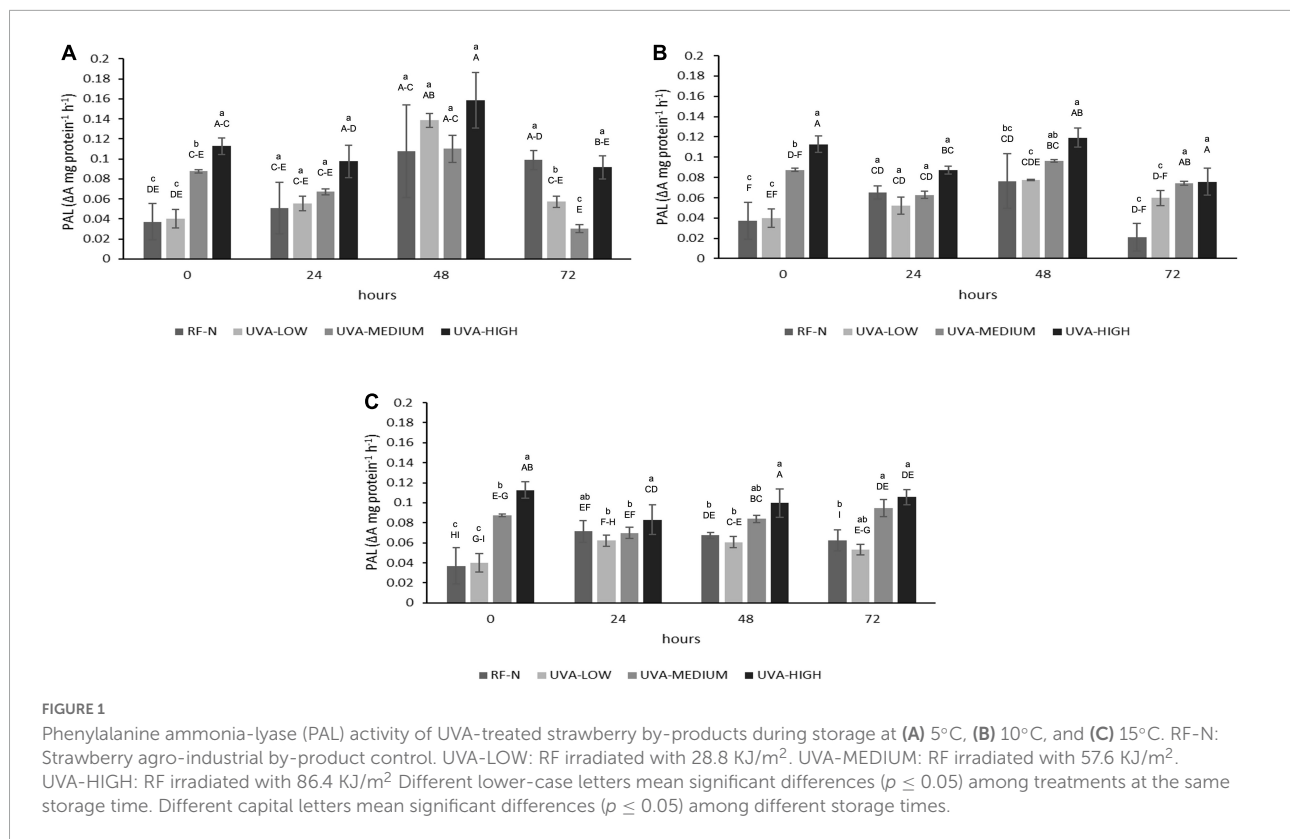 A
PAL (ΔA mg protein⁻¹ h⁻¹)
0.2
0.18
0.16
0.14
0.12
0.1
0.08
0.06
0.04
0.02
0
c c b a
DE DE C-E A-C
a a a a
C-E C-E C-E A-D
a a a a
A-C AB A-C A
a b c a
A-D C-E E B-E
0 24 48 72
hours
RF-N UVA-LOW UVA-MEDIUM UVA-HIGH
B
PAL (ΔA mg protein⁻¹ h⁻¹)
0.2
0.18
0.16
0.14
0.12
0.1
0.08
0.06
0.04
0.02
0
c c b a
F EF D-F A
a a a a
CD CD CD BC
bc c ab a
CD CDE BC AB
c c a a
D-F D-F AB A
0 24 48 72
hours
RF-N UVA-LOW UVA-MEDIUM UVA-HIGH
C
PAL (ΔA mg protein⁻¹ h⁻¹)
0.2
0.18
0.16
0.14
0.12
0.1
0.08
0.06
0.04
0.02
0
c c b a
HI G-I E-G AB
ab b b a
EF F-H EF CD
b b ab a
DE C-E BC A
b ab a a
I E-G DE DE
0 24 48 72
hours
RF-N UVA-LOW UVA-MEDIUM UVA-HIGH
FIGURE 1
Phenylalanine ammonia-lyase (PAL) activity of UVA-treated strawberry by-products during storage at (A) 5°C, (B) 10°C, and (C) 15°C. RF-N:
Strawberry agro-industrial by-product control. UVA-LOW: RF irradiated with 28.8 KJ/m². UVA-MEDIUM: RF irradiated with 57.6 KJ/m².
UVA-HIGH: RF irradiated with 86.4 KJ/m² Different lower-case letters mean significant differences (p ≤ 0.05) among treatments at the same
storage time. Different capital letters mean significant differences (p ≤ 0.05) among different storage times.